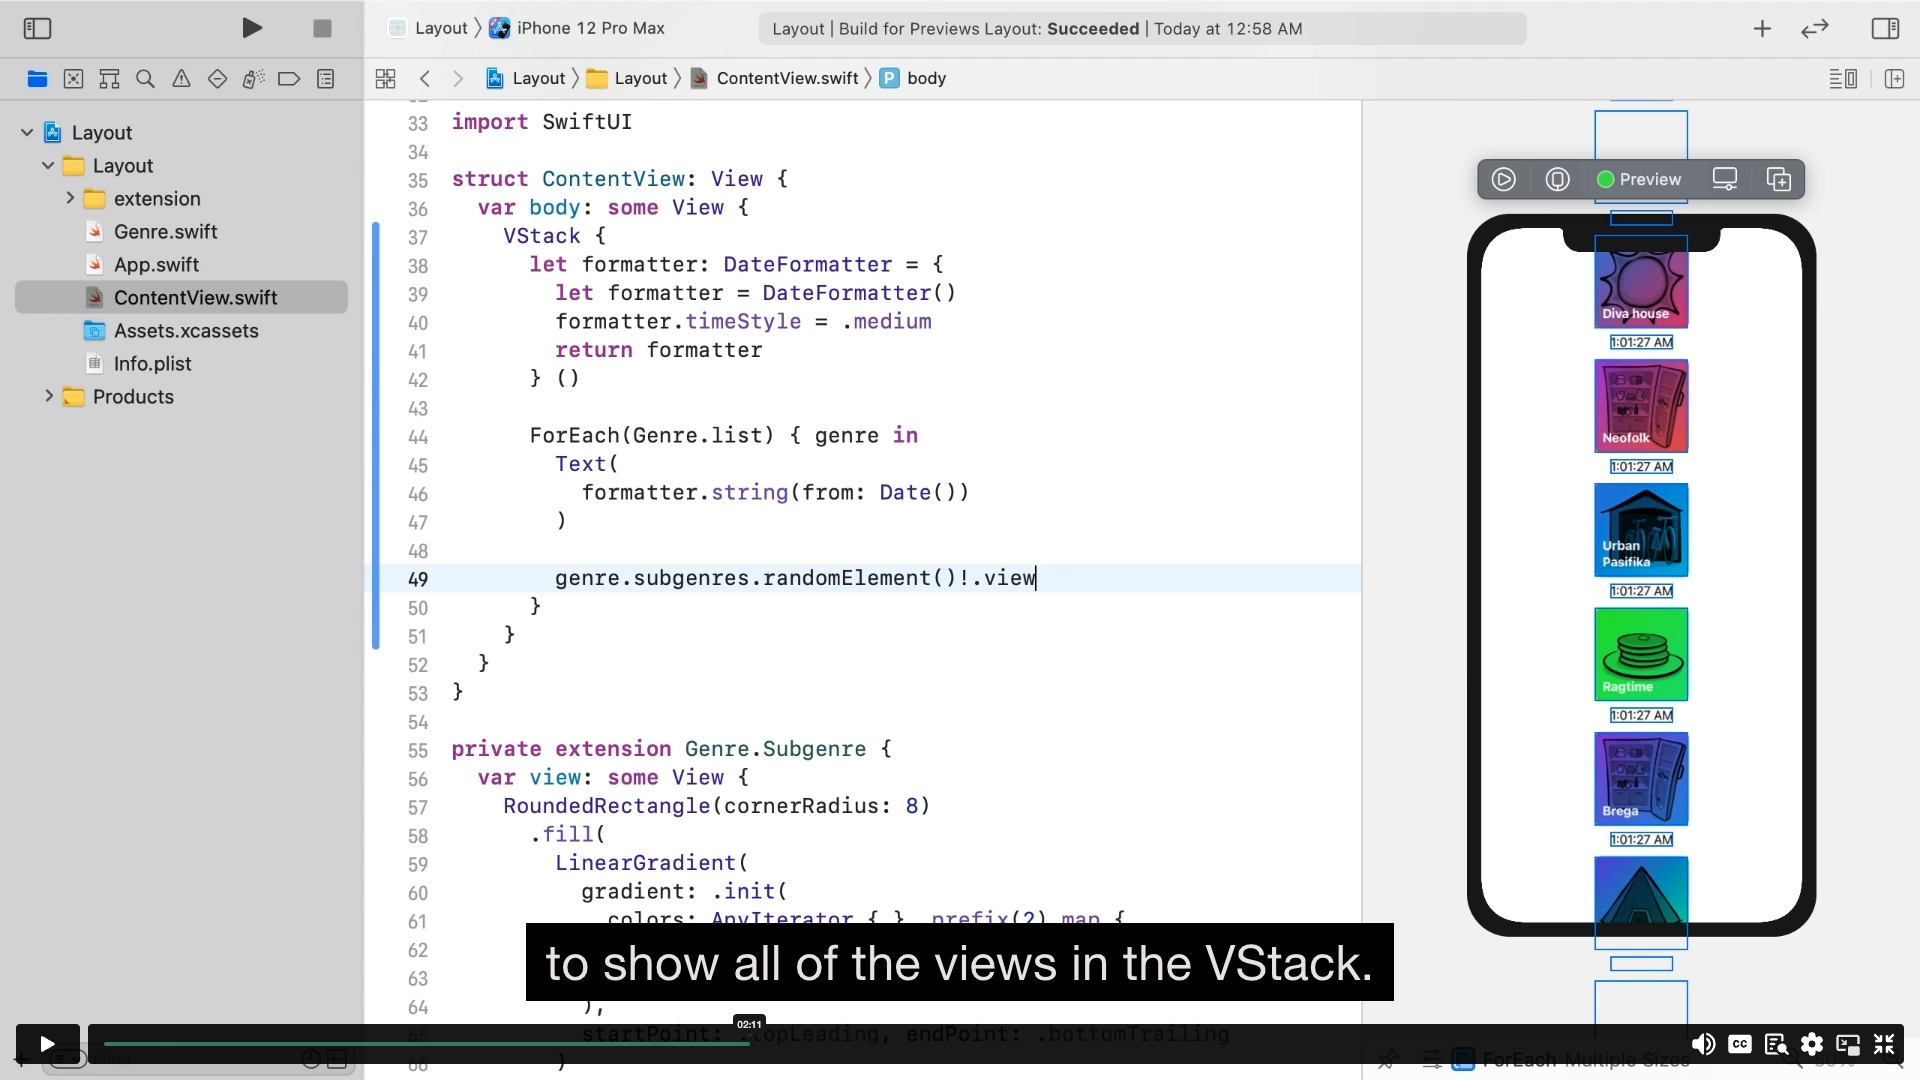 Layout 〉 iPhone 12 Pro Max
Layout | Build for Previews Layout: Succeeded | Today at 12:58 AM
Layout 〉 Layout 〉 ContentView.swift 〉 P body
Layout
Layout
extension
Genre.swift
App.swift
ContentView.swift
Assets.xcassets
Info.plist
Products
33 import SwiftUI
34
35 struct ContentView: View {
36 var body: some View {
37 VStack {
38 let formatter: DateFormatter = {
39 let formatter = DateFormatter()
40 formatter.timeStyle = .medium
41 return formatter
42 } ()
43
44 ForEach(Genre.list) { genre in
45 Text(
46 formatter.string(from: Date())
47 )
48
49 genre.subgenres.randomElement()!.view
50 }
51 }
52 }
53 }
54
55 private extension Genre.Subgenre {
56 var view: some View {
57 RoundedRectangle(cornerRadius: 8)
58 .fill(
59 LinearGradient(
60 gradient: .init(
61 colors: AnyIterator { } .prefix(2).map {
62
63
64 ),
65 startPoint: .topLeading, endPoint: .bottomTrailing
66 )
Preview
Diva house
1:01:27 AM
Neofolk
1:01:27 AM
Urban
Pasifika
1:01:27 AM
Ragtime
1:01:27 AM
Brega
1:01:27 AM
to show all of the views in the VStack.
02:11
CC
Filter
ForEach Multiple Sizes